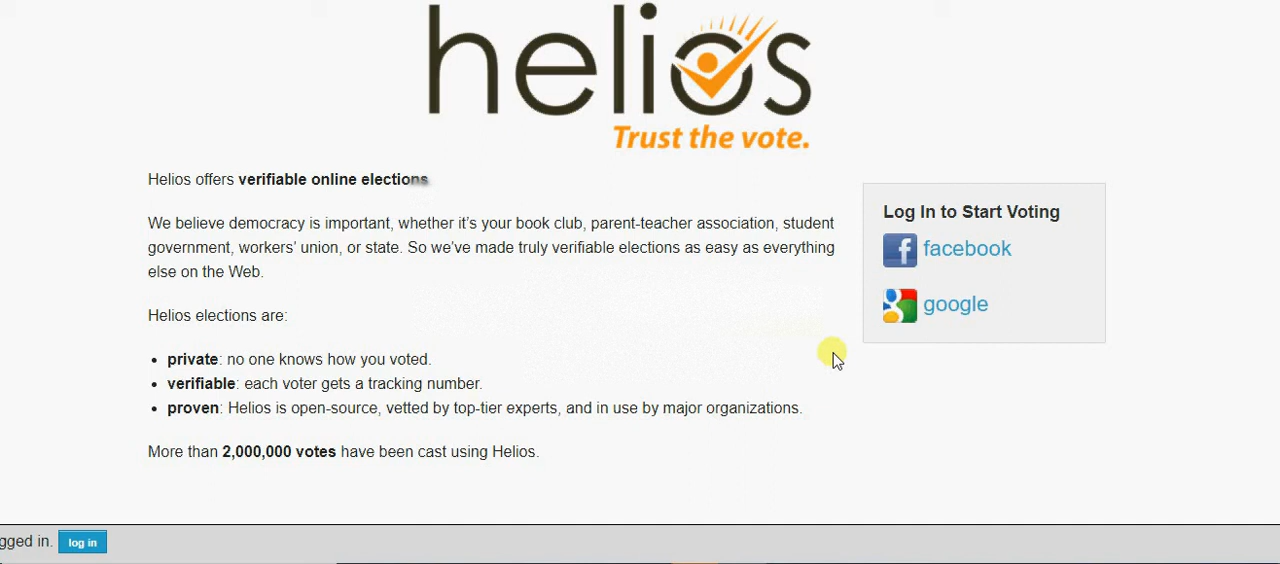 helios
Trust the vote.
Helios offers verifiable online elections
We believe democracy is important, whether it's your book club, parent-teacher association, student
government, workers' union, or state. So we've made truly verifiable elections as easy as everything
else on the Web.
Helios elections are:
• private: no one knows how you voted.
• verifiable: each voter gets a tracking number.
• proven: Helios is open-source, vetted by top-tier experts, and in use by major organizations.
More than 2,000,000 votes have been cast using Helios.
Log In to Start Voting
f facebook
g google
gged in. log in